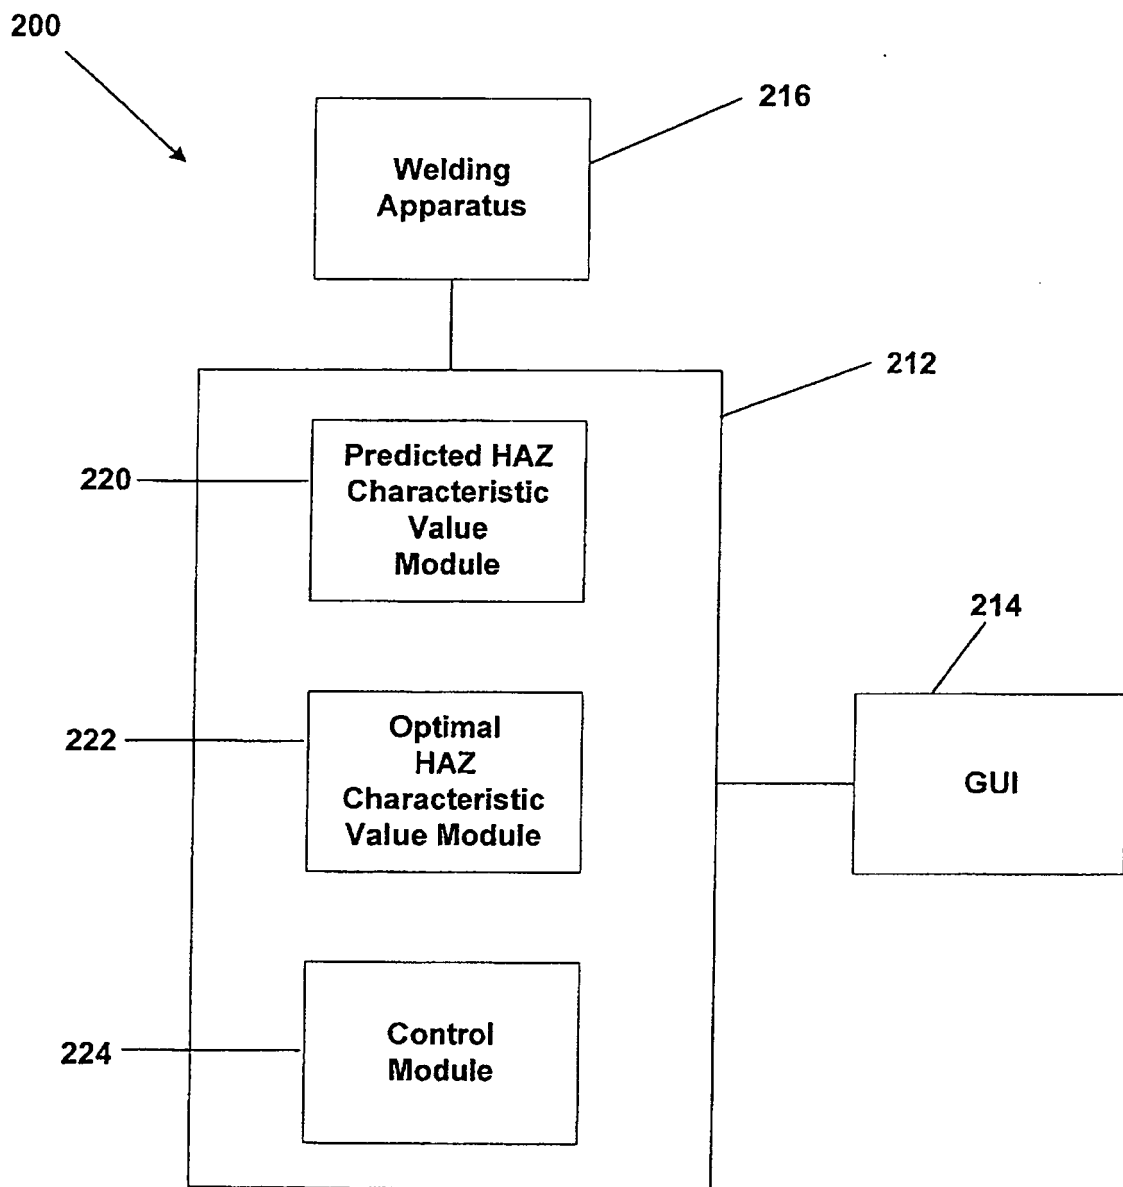 200
216
Welding
Apparatus
212
220
Predicted HAZ
Characteristic
Value
Module
214
222
Optimal
HAZ
Characteristic
Value Module
GUI
224
Control
Module